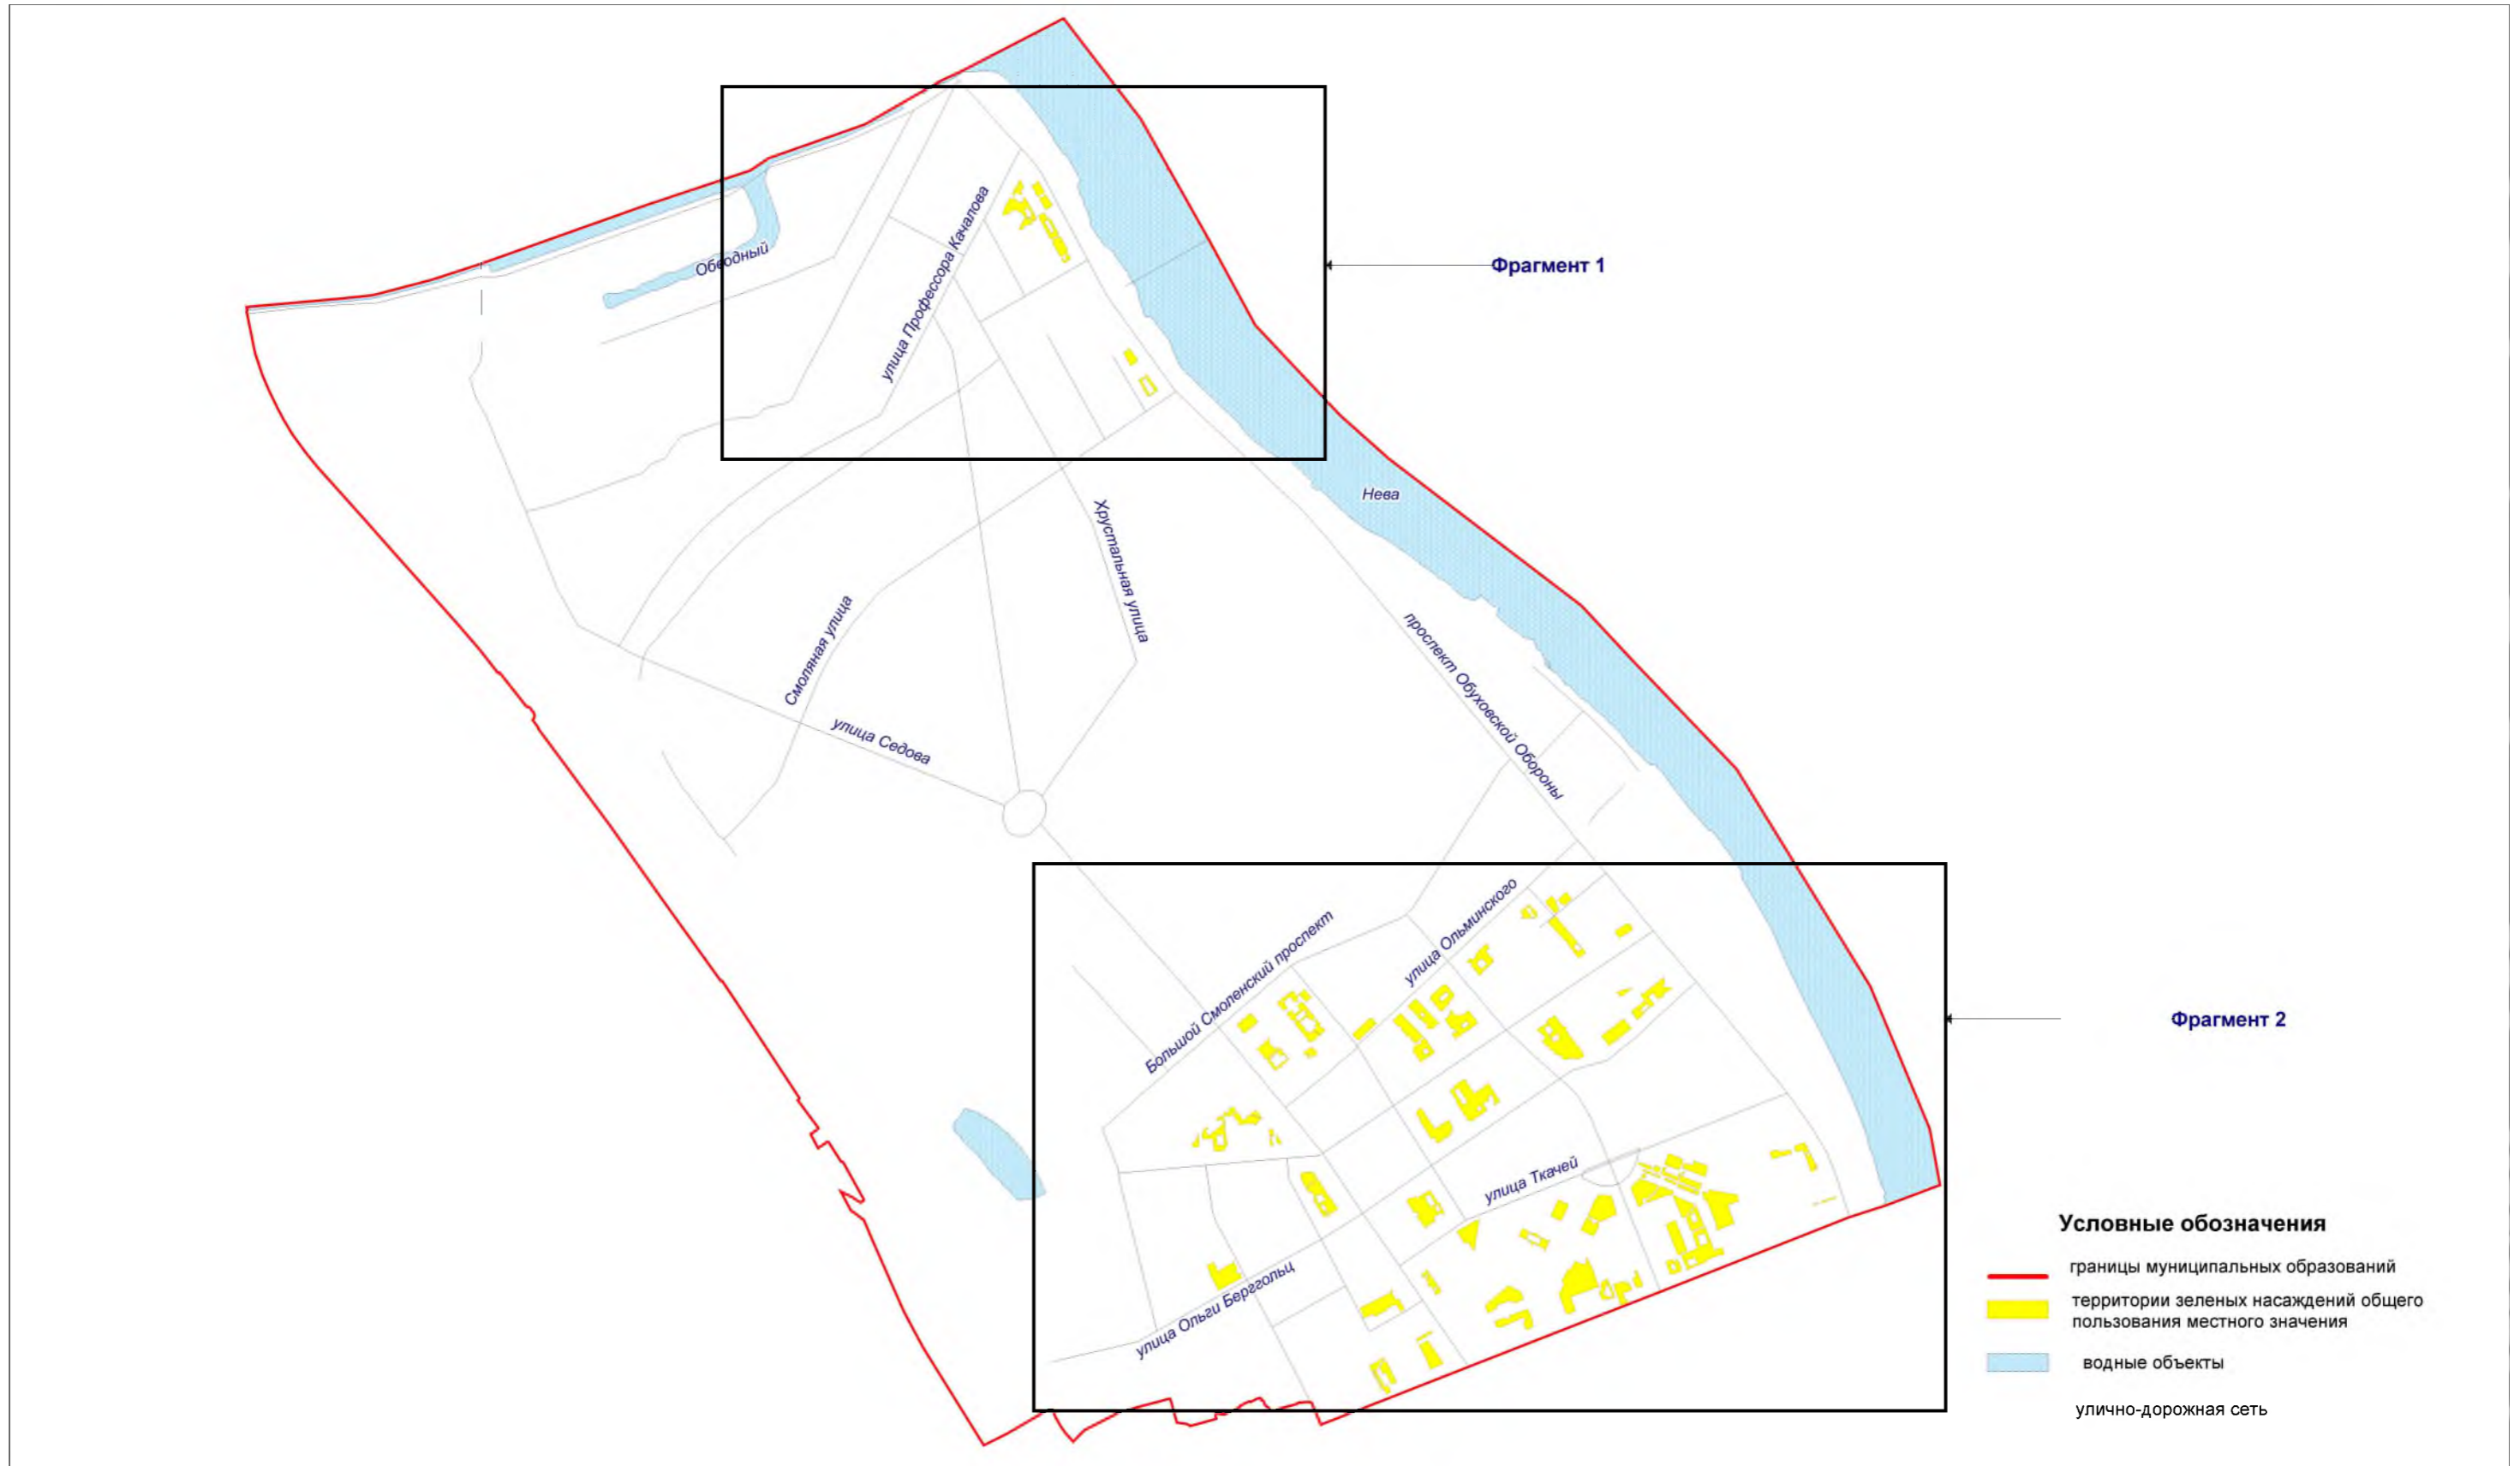 Обводный
улица Профессора Качалова
Фрагмент 1
Нева
Хрустальная улица
Смоляная улица
улица Седова
проспект Обуховской Обороны
Большой Смоленский проспект
улица Ольминского
Фрагмент 2
улица Ткачей
улица Ольги Берггольц
Условные обозначения
границы муниципальных образований
территории зеленых насаждений общего
пользования местного значения
водные объекты
улично-дорожная сеть